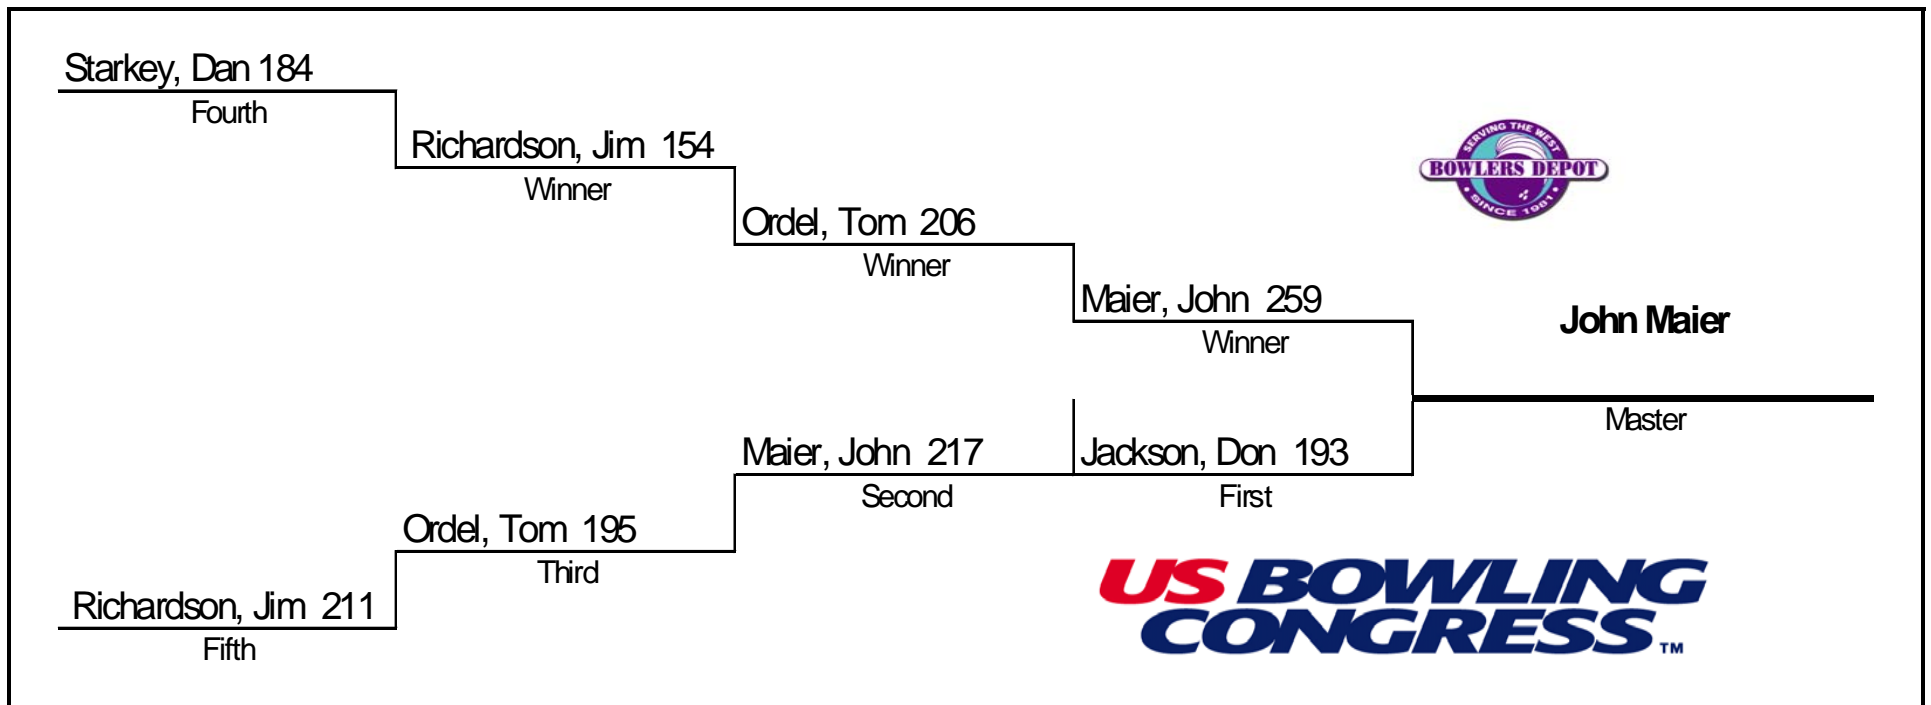 Starkey, Dan 184
Fourth
Richardson, Jim 154
Winner
SERVING THE WEST
BOWLERS DEPOT
SINCE 1981
Ordel, Tom 206
Winner
Maier, John 259
Winner
John Maier
Master
Maier, John 217
Second
Jackson, Don 193
First
Ordel, Tom 195
Third
Richardson, Jim 211
Fifth
US BOWLING
CONGRESS™